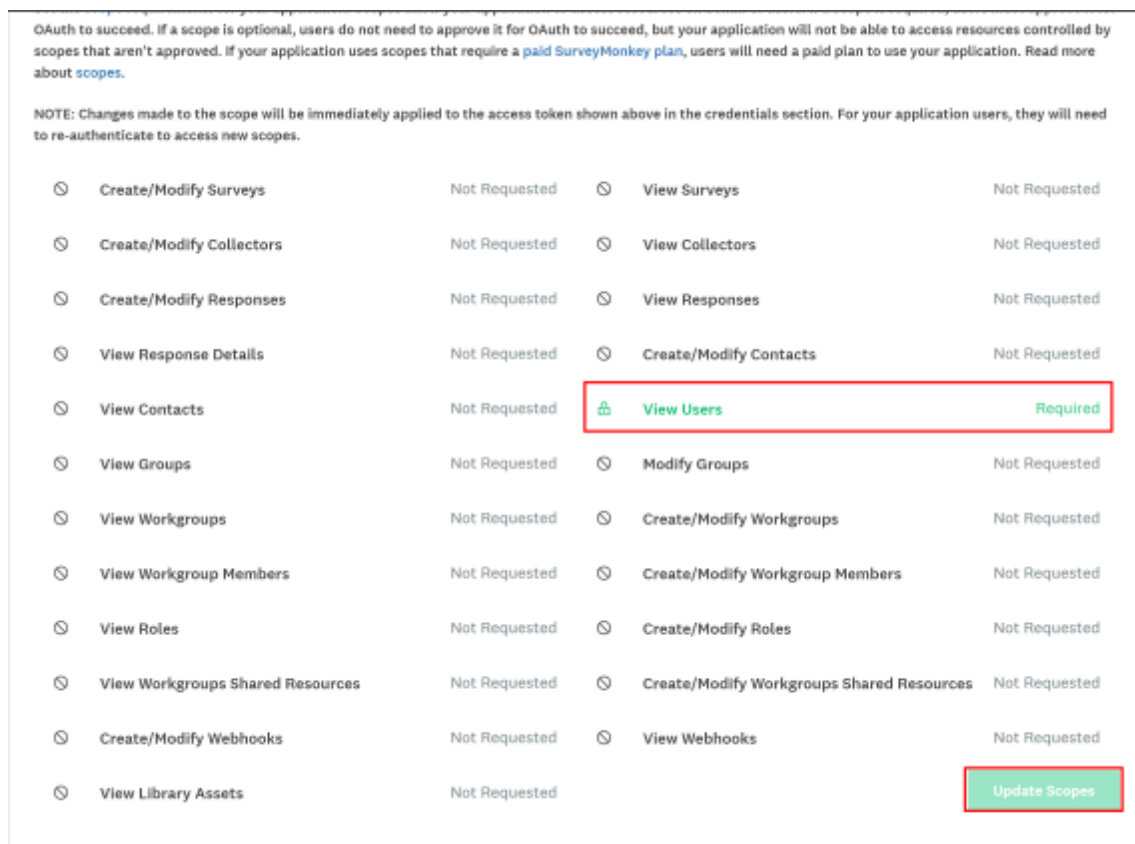 OAuth to succeed. If a scope is optional, users do not need to approve it for OAuth to succeed, but your application will not be able to access resources controlled by
scopes that aren't approved. If your application uses scopes that require a paid SurveyMonkey plan, users will need a paid plan to use your application. Read more
about scopes.
NOTE: Changes made to the scope will be immediately applied to the access token shown above in the credentials section. For your application users, they will need
to re-authenticate to access new scopes.
Create/Modify Surveys Not Requested View Surveys Not Requested
Create/Modify Collectors Not Requested View Collectors Not Requested
Create/Modify Responses Not Requested View Responses Not Requested
View Response Details Not Requested Create/Modify Contacts Not Requested
View Contacts Not Requested View Users Required
View Groups Not Requested Modify Groups Not Requested
View Workgroups Not Requested Create/Modify Workgroups Not Requested
View Workgroup Members Not Requested Create/Modify Workgroup Members Not Requested
View Roles Not Requested Create/Modify Roles Not Requested
View Workgroups Shared Resources Not Requested Create/Modify Workgroups Shared Resources Not Requested
Create/Modify Webhooks Not Requested View Webhooks Not Requested
View Library Assets Not Requested Update Scopes